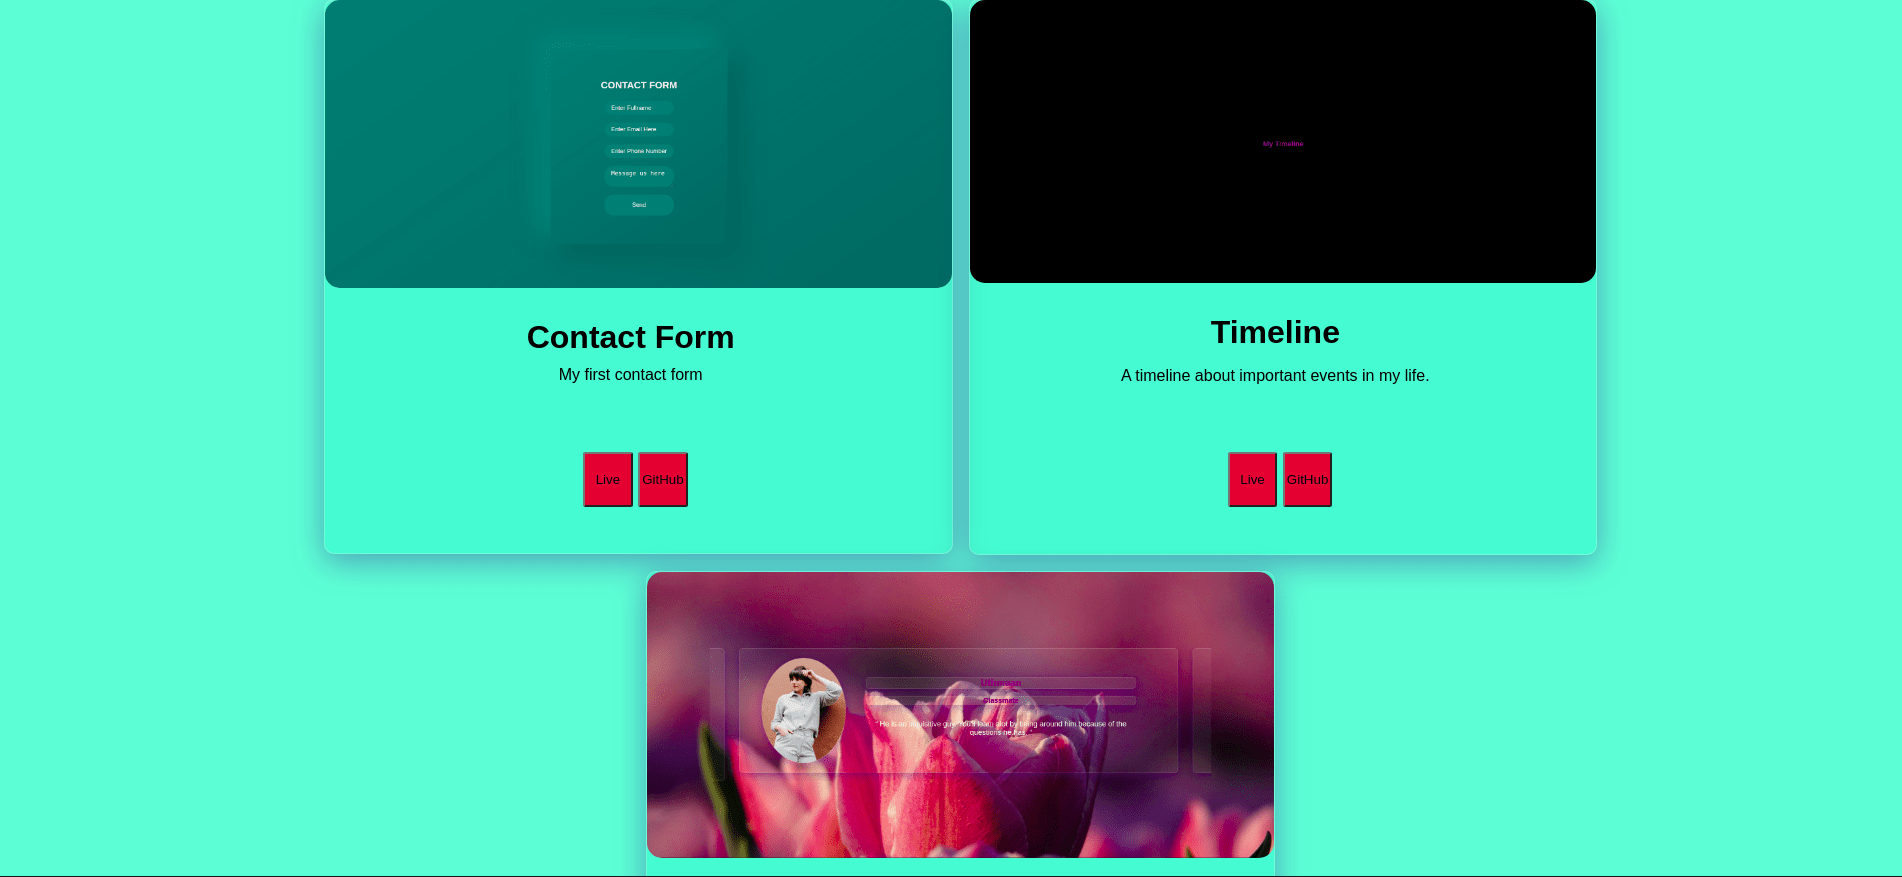 CONTACT FORM
Enter Fullname
Enter Email Here
Enter Phone Number
Message us here
Send
Contact Form
My first contact form
Live GitHub
My Timeline
Timeline
A timeline about important events in my life.
Live GitHub
Classmate
" He is an inquisitive guy. You'll learn alot by being around him because of the
questions he has. "